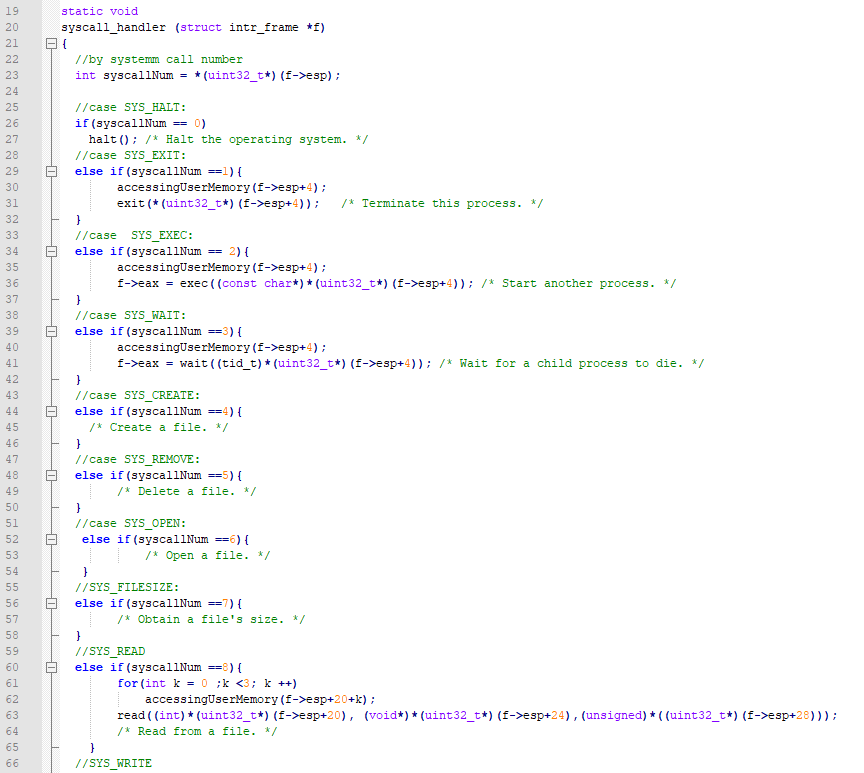 19 static void
20 syscall_handler (struct intr_frame *f)
21 {
22 //by systemm call number
23 int syscallNum = *(uint32_t*)(f->esp);
24
25 //case SYS_HALT:
26 if(syscallNum == 0)
27 halt(); /* Halt the operating system. */
28 //case SYS_EXIT:
29 else if(syscallNum ==1){
30 accessingUserMemory(f->esp+4);
31 exit(*(uint32_t*)(f->esp+4)); /* Terminate this process. */
32 }
33 //case  SYS_EXEC:
34 else if(syscallNum == 2){
35 accessingUserMemory(f->esp+4);
36 f->eax = exec((const char*)*(uint32_t*)(f->esp+4)); /* Start another process. */
37 }
38 //case SYS_WAIT:
39 else if(syscallNum ==3){
40 accessingUserMemory(f->esp+4);
41 f->eax = wait((tid_t)*(uint32_t*)(f->esp+4)); /* Wait for a child process to die. */
42 }
43 //case SYS_CREATE:
44 else if(syscallNum ==4){
45 /* Create a file. */
46 }
47 //case SYS_REMOVE:
48 else if(syscallNum ==5){
49 /* Delete a file. */
50 }
51 //case SYS_OPEN:
52 else if(syscallNum ==6){
53 /* Open a file. */
54 }
55 //SYS_FILESIZE:
56 else if(syscallNum ==7){
57 /* Obtain a file's size. */
58 }
59 //SYS_READ
60 else if(syscallNum ==8){
61 for(int k = 0 ;k <3; k ++)
62 accessingUserMemory(f->esp+20+k);
63 read((int)*(uint32_t*)(f->esp+20), (void*)*(uint32_t*)(f->esp+24),(unsigned)*((uint32_t*)(f->esp+28)));
64 /* Read from a file. */
65 }
66 //SYS_WRITE